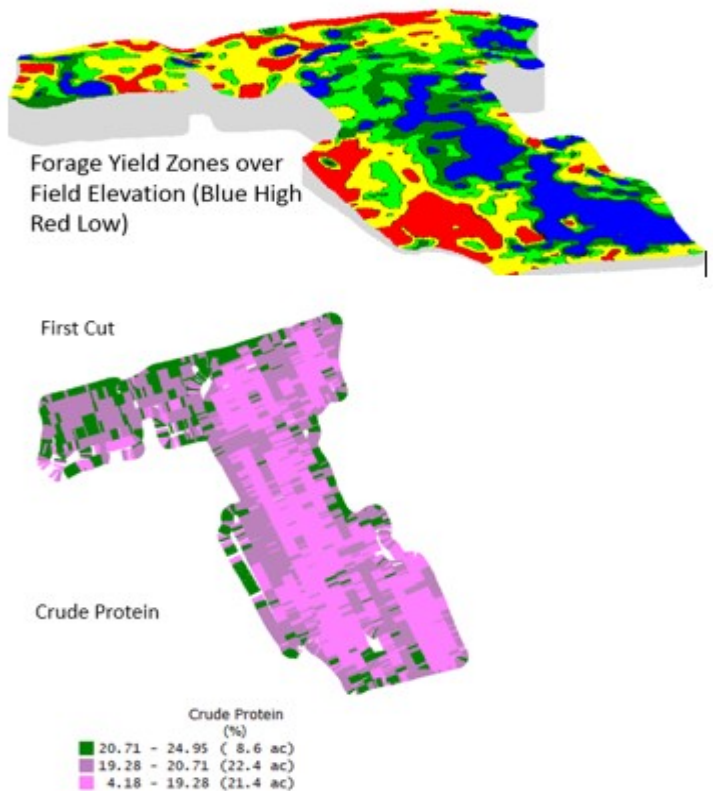 Forage Yield Zones over
Field Elevation (Blue High
Red Low)
First Cut
Crude Protein
Crude Protein
(%)
20.71 - 24.95 ( 8.6 ac)
19.28 - 20.71 (22.4 ac)
4.18 - 19.28 (21.4 ac)